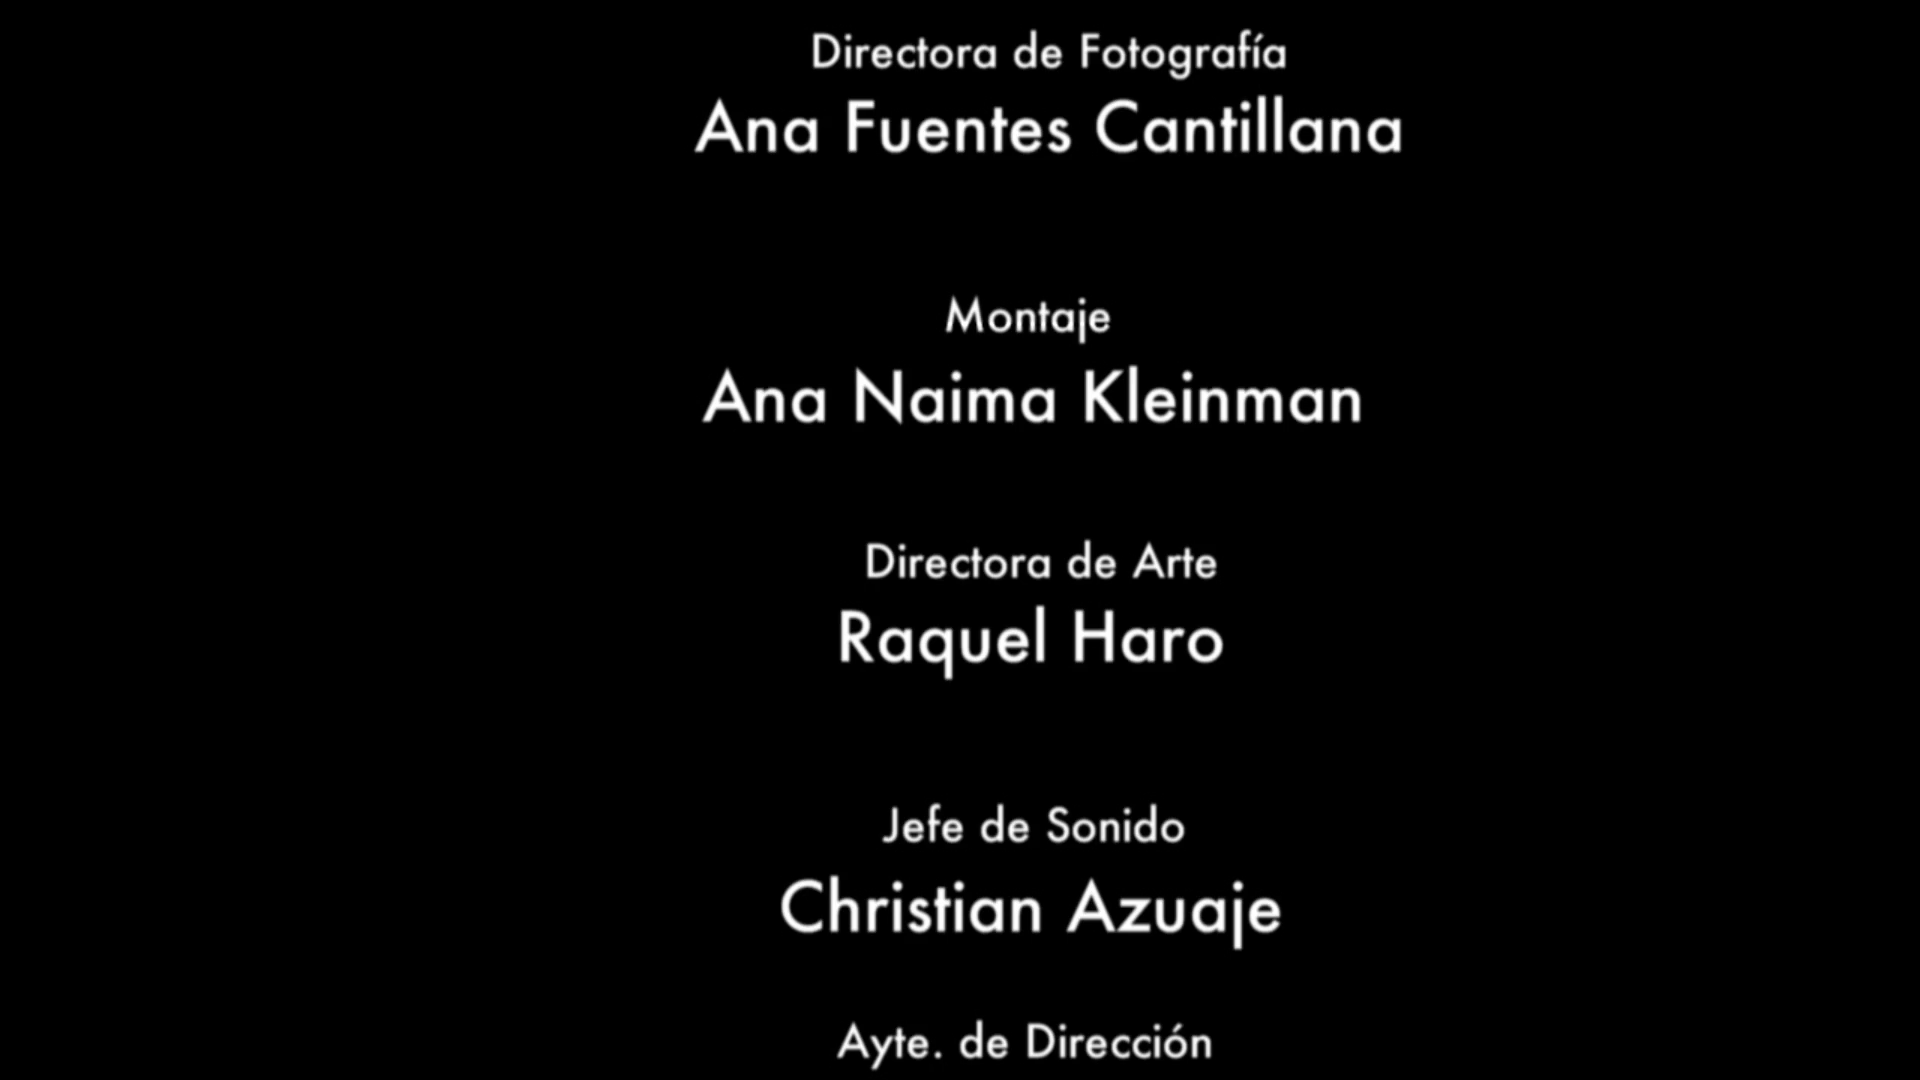 Directora de Fotografía
Ana Fuentes Cantillana
Montaje
Ana Naima Kleinman
Directora de Arte
Raquel Haro
Jefe de Sonido
Christian Azuaje
Ayte. de Dirección